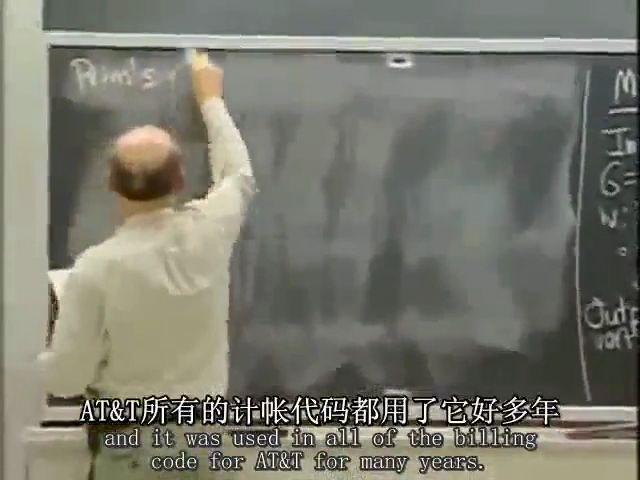 Prim's
M
G=
w:
Outp
AT&T所有的计帐代码都用了它好多年
and it was used in all of the billing
code for AT&T for many years.